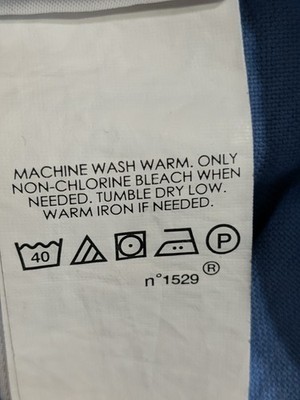 MACHINE WASH WARM. ONLY
NON-CHLORINE BLEACH WHEN
NEEDED. TUMBLE DRY LOW.
WARM IRON IF NEEDED.
40 P
n°1529 ®